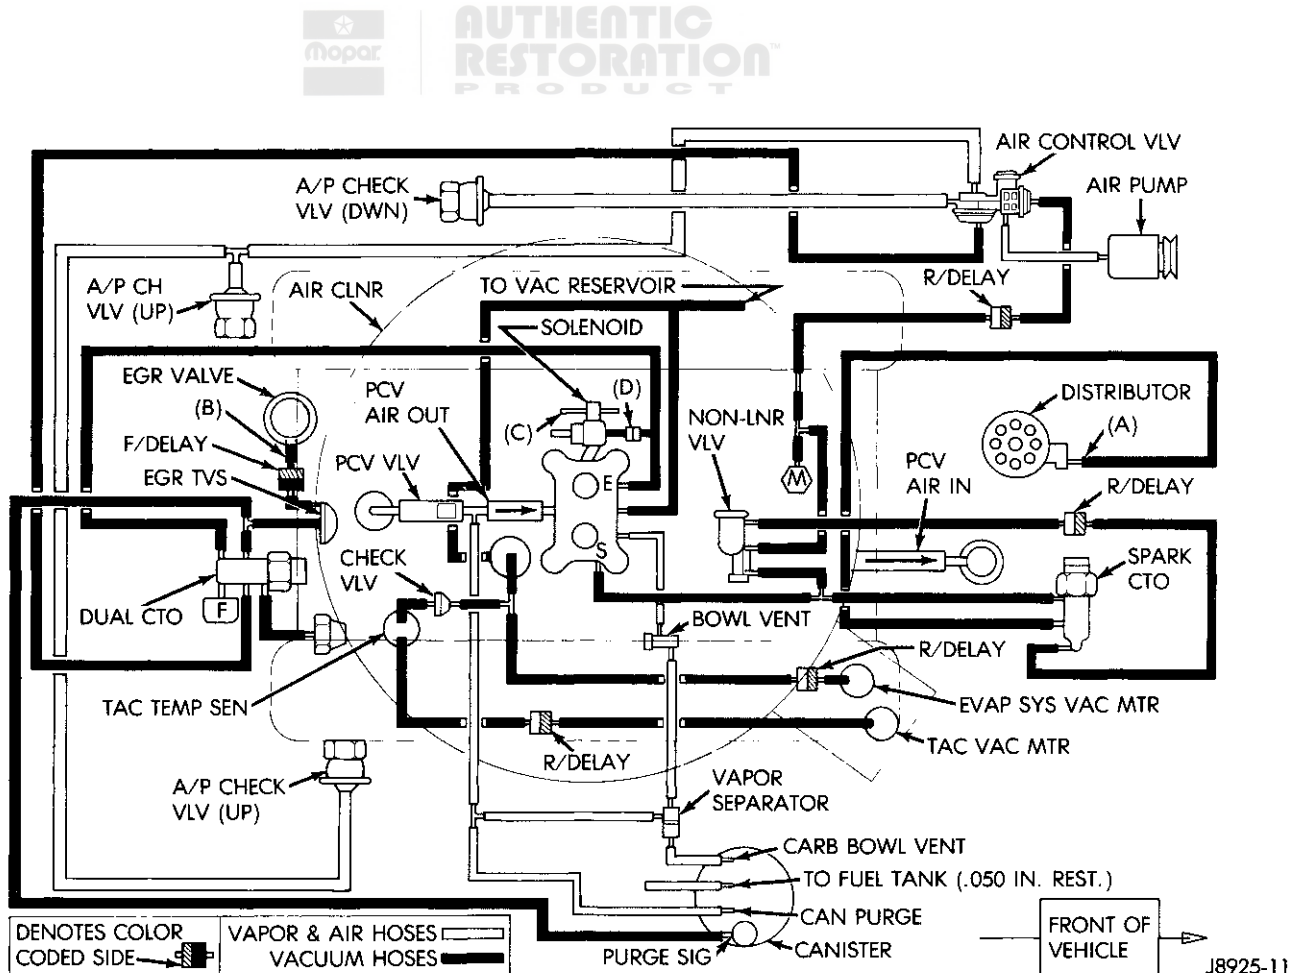 Mopar
AUTHENTIC
RESTORATION™
PRODUCT
AIR CONTROL VLV
A/P CHECK
VLV (DWN)
AIR PUMP
A/P CH
VLV (UP)
AIR CLNR
TO VAC RESERVOIR
R/DELAY
SOLENOID
EGR VALVE
(B)
PCV
AIR OUT
(D)
(C)
NON-LNR
VLV
DISTRIBUTOR
(A)
F/DELAY
EGR TVS
PCV VLV
E
M
PCV
AIR IN
R/DELAY
S
CHECK
VLV
SPARK
CTO
F
DUAL CTO
BOWL VENT
R/DELAY
TAC TEMP SEN
EVAP SYS VAC MTR
R/DELAY
TAC VAC MTR
A/P CHECK
VLV (UP)
VAPOR
SEPARATOR
CARB BOWL VENT
TO FUEL TANK (.050 IN. REST.)
CAN PURGE
PURGE SIG
CANISTER
DENOTES COLOR
CODED SIDE
VAPOR & AIR HOSES
VACUUM HOSES
FRONT OF
VEHICLE
J8925-11